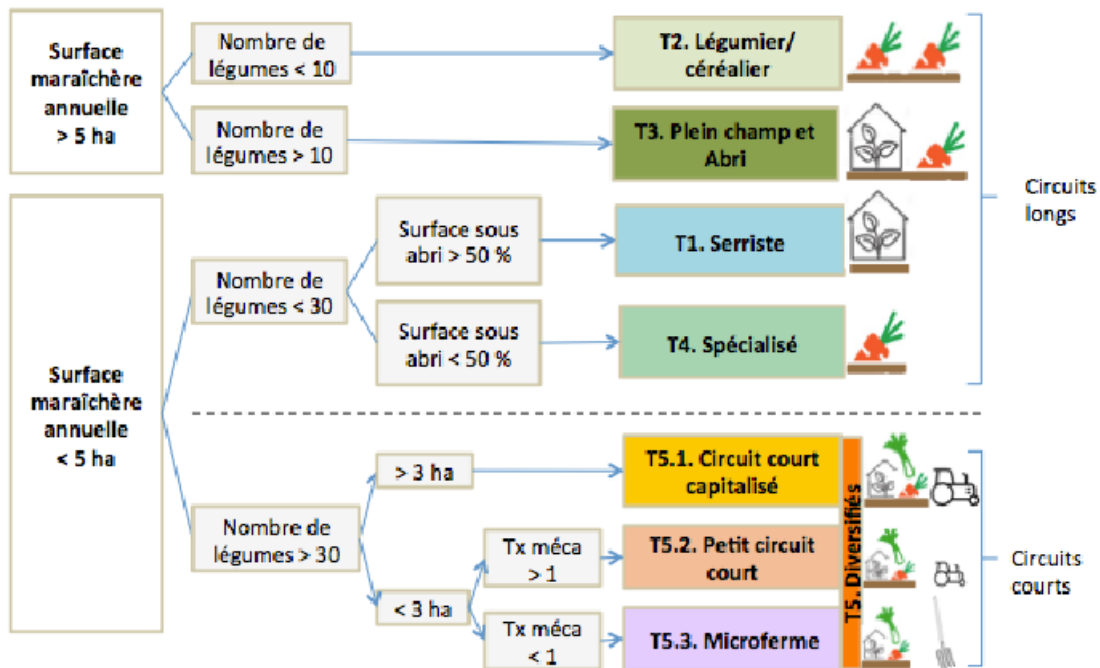 Surface
maraîchère
annuelle
> 5 ha
Nombre de
légumes < 10
T2. Légumier/
céréalier
Nombre de
légumes > 10
T3. Plein champ et
Abri
Circuits
longs
Surface
maraîchère
annuelle
< 5 ha
Nombre de
légumes < 30
Surface sous
abri > 50 %
T1. Serriste
Surface sous
abri < 50 %
T4. Spécialisé
Nombre de
légumes > 30
> 3 ha
T5.1. Circuit court
capitalisé
< 3 ha
Tx méca
> 1
T5.2. Petit circuit
court
Tx méca
< 1
T5.3. Microferme
T5. Diversifiés
Circuits
courts